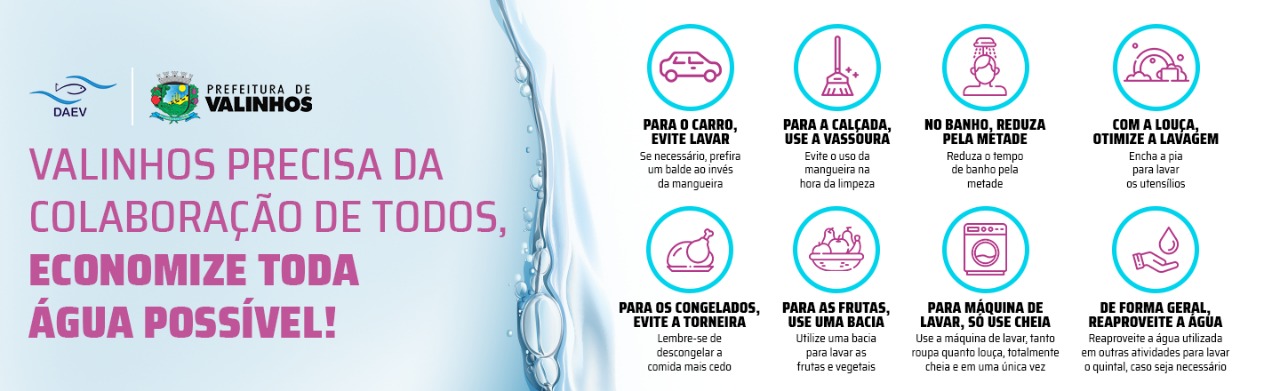 DAEV
PREFEITURA DE
VALINHOS
VALINHOS PRECISA DA
COLABORAÇÃO DE TODOS,
ECONOMIZE TODA
ÁGUA POSSÍVEL!
PARA O CARRO,
EVITE LAVAR
Se necessário, prefira
um balde ao invés
da mangueira
PARA A CALÇADA,
USE A VASSOURA
Evite o uso da
mangueira na
hora da limpeza
NO BANHO, REDUZA
PELA METADE
Reduza o tempo
de banho pela
metade
COM A LOUÇA,
OTIMIZE A LAVAGEM
Encha a pia
para lavar
os utensílios
PARA OS CONGELADOS,
EVITE A TORNEIRA
Lembre-se de
descongelar a
comida mais cedo
PARA AS FRUTAS,
USE UMA BACIA
Utilize uma bacia
para lavar as
frutas e vegetais
PARA MÁQUINA DE
LAVAR, SÓ USE CHEIA
Use a máquina de lavar, tanto
roupa quanto louça, totalmente
cheia e em uma única vez
DE FORMA GERAL,
REAPROVEITE A ÁGUA
Reaproveite a água utilizada
em outras atividades para lavar
o quintal, caso seja necessário